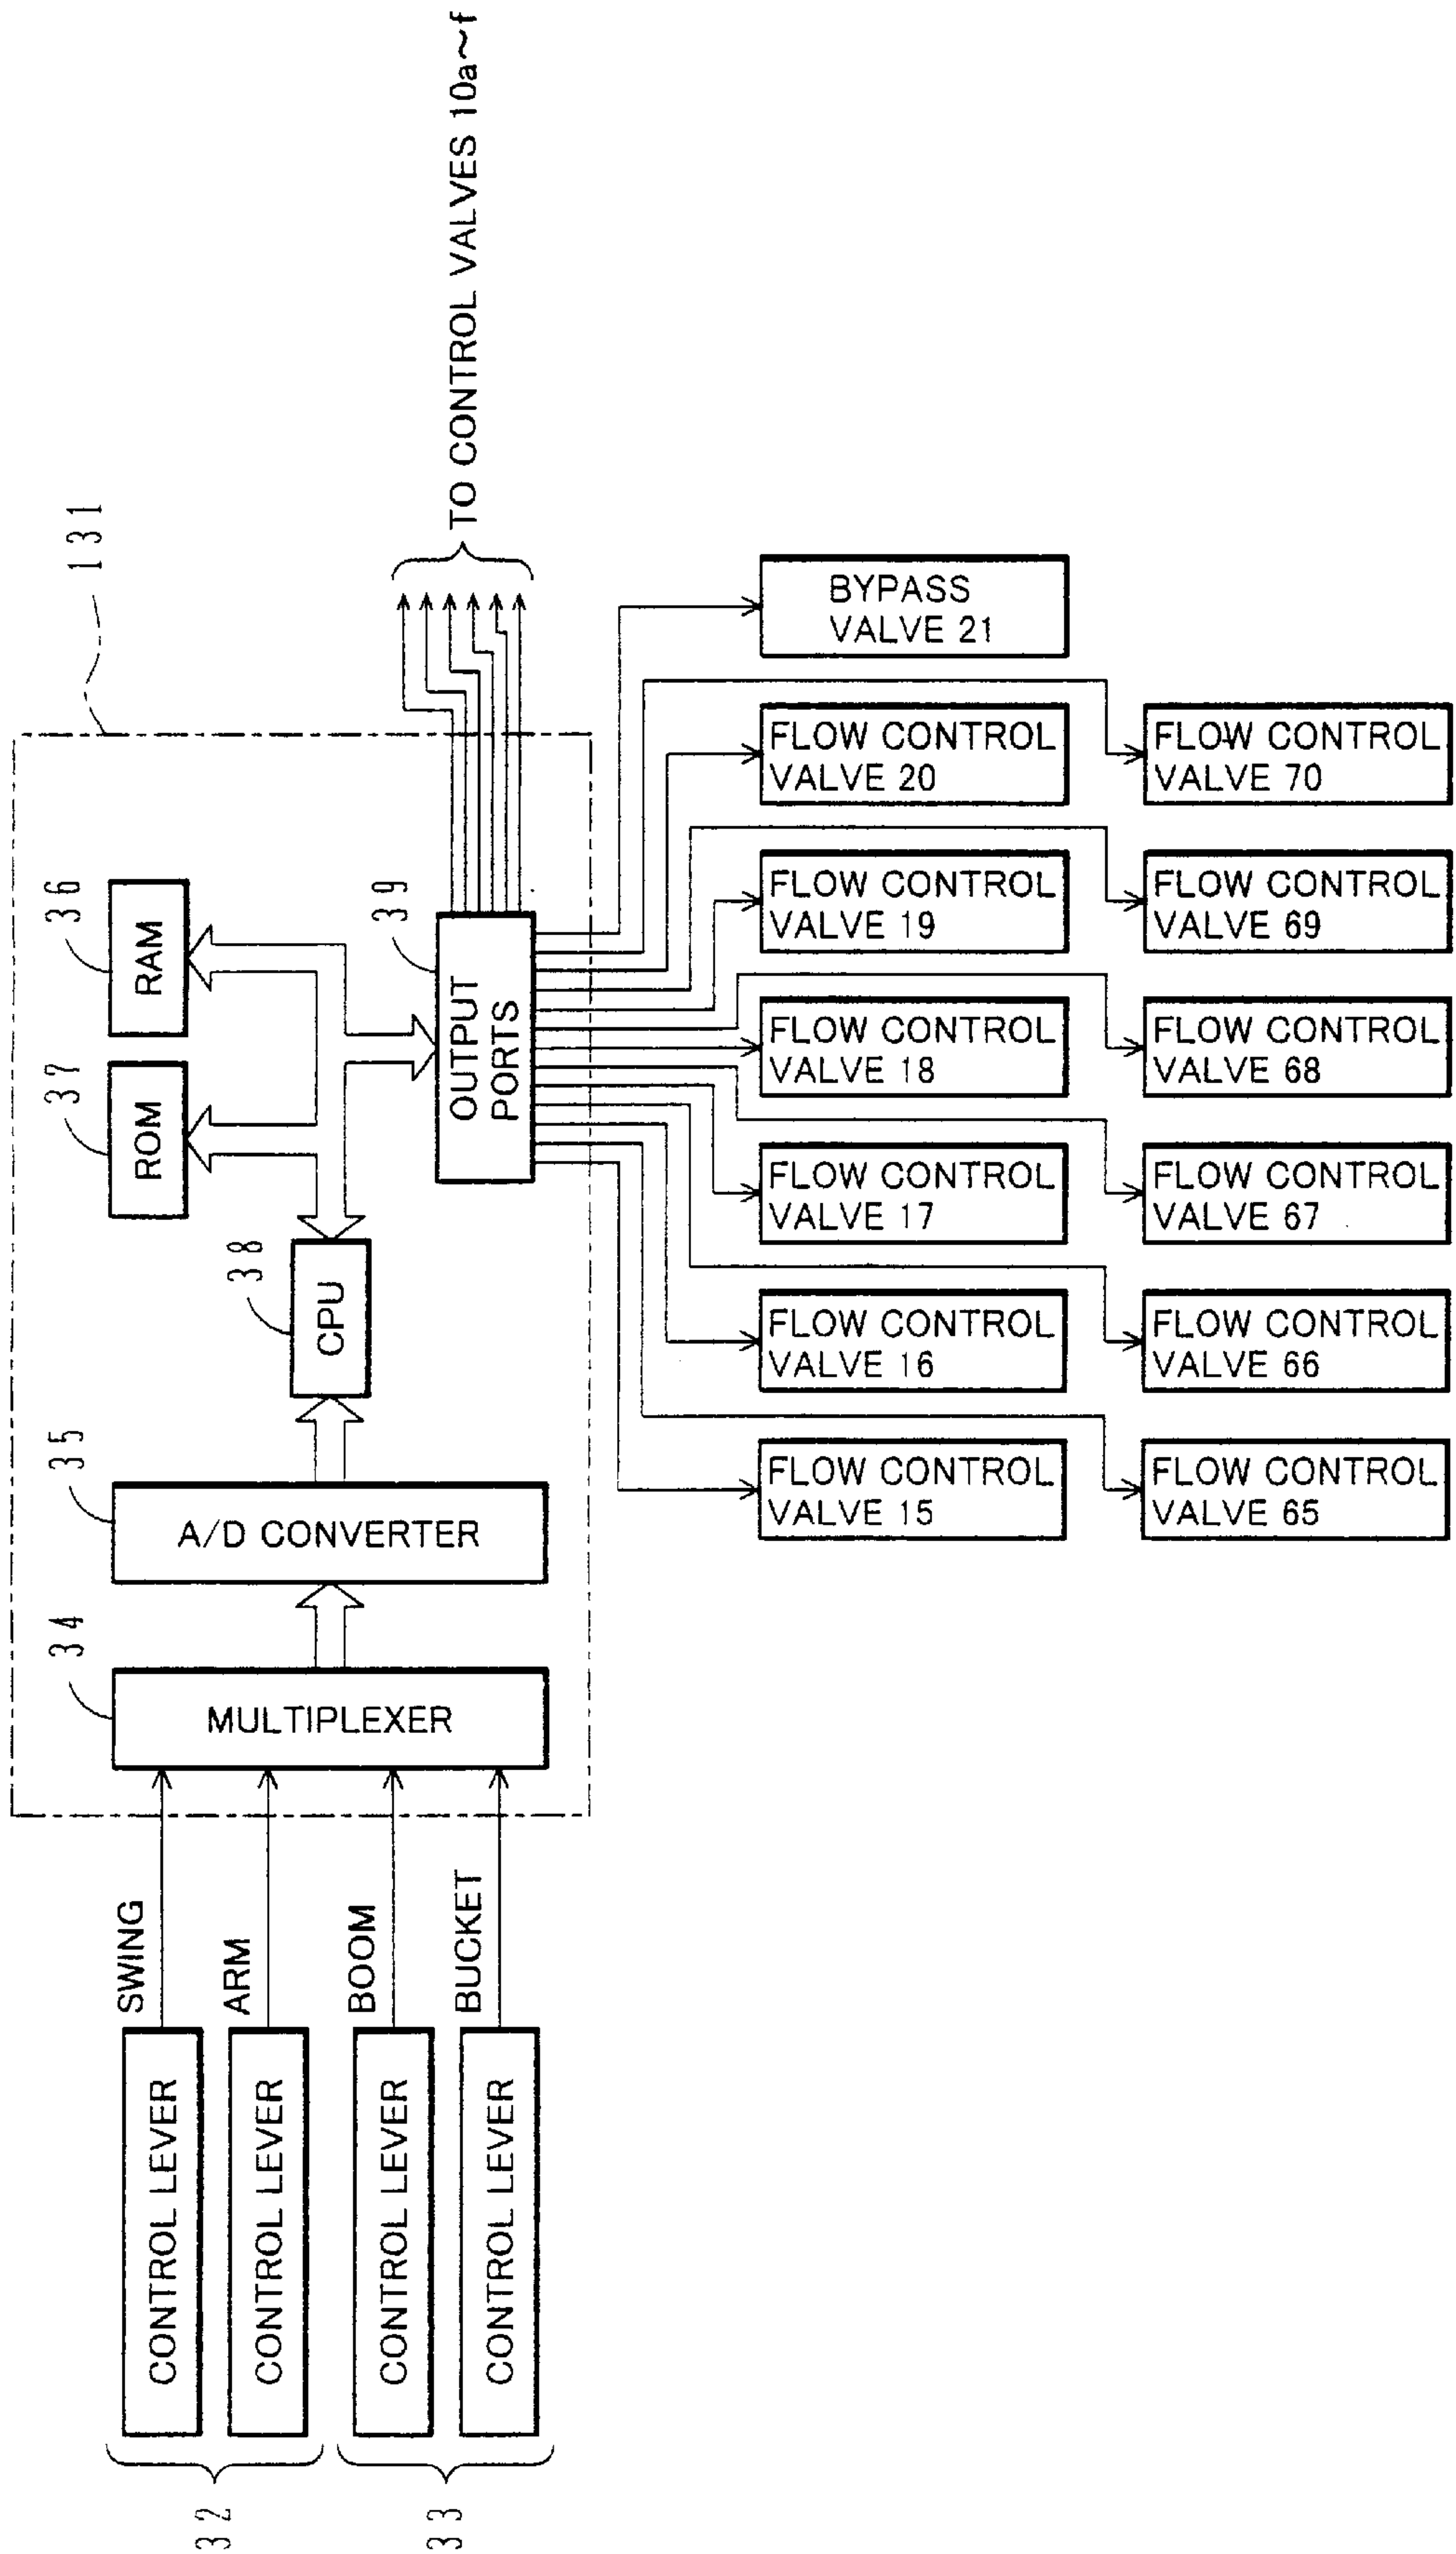 32
33
CONTROL LEVER
SWING
CONTROL LEVER
ARM
CONTROL LEVER
BOOM
CONTROL LEVER
BUCKET
131
34
MULTIPLEXER
35
A/D CONVERTER
38
CPU
37
ROM
36
RAM
39
OUTPUT
PORTS
TO CONTROL VALVES 10a~f
BYPASS
VALVE 21
FLOW CONTROL
VALVE 20
FLOW CONTROL
VALVE 70
FLOW CONTROL
VALVE 19
FLOW CONTROL
VALVE 69
FLOW CONTROL
VALVE 18
FLOW CONTROL
VALVE 68
FLOW CONTROL
VALVE 17
FLOW CONTROL
VALVE 67
FLOW CONTROL
VALVE 16
FLOW CONTROL
VALVE 66
FLOW CONTROL
VALVE 15
FLOW CONTROL
VALVE 65